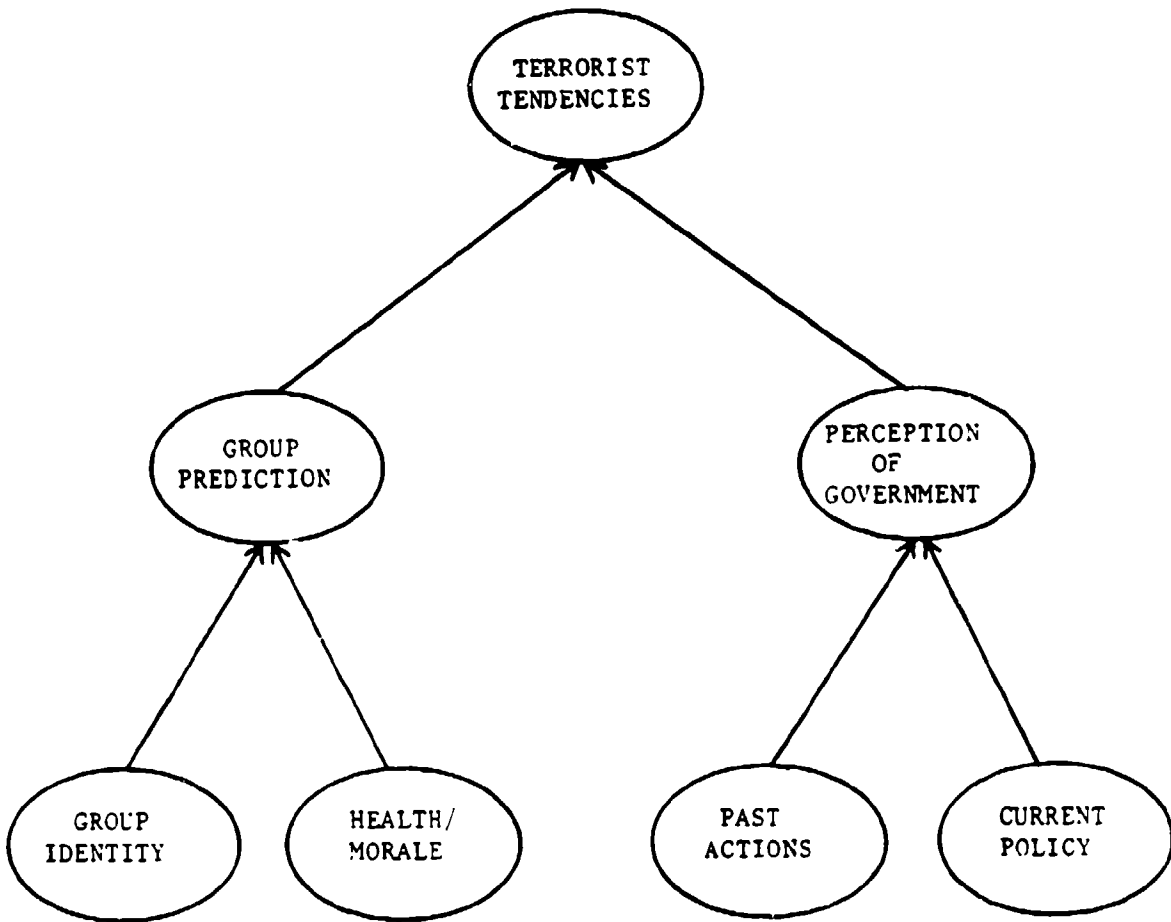 TERRORIST
TENDENCIES
GROUP
PREDICTION
PERCEPTION
OF
GOVERNMENT
GROUP
IDENTITY
HEALTH/
MORALE
PAST
ACTIONS
CURRENT
POLICY